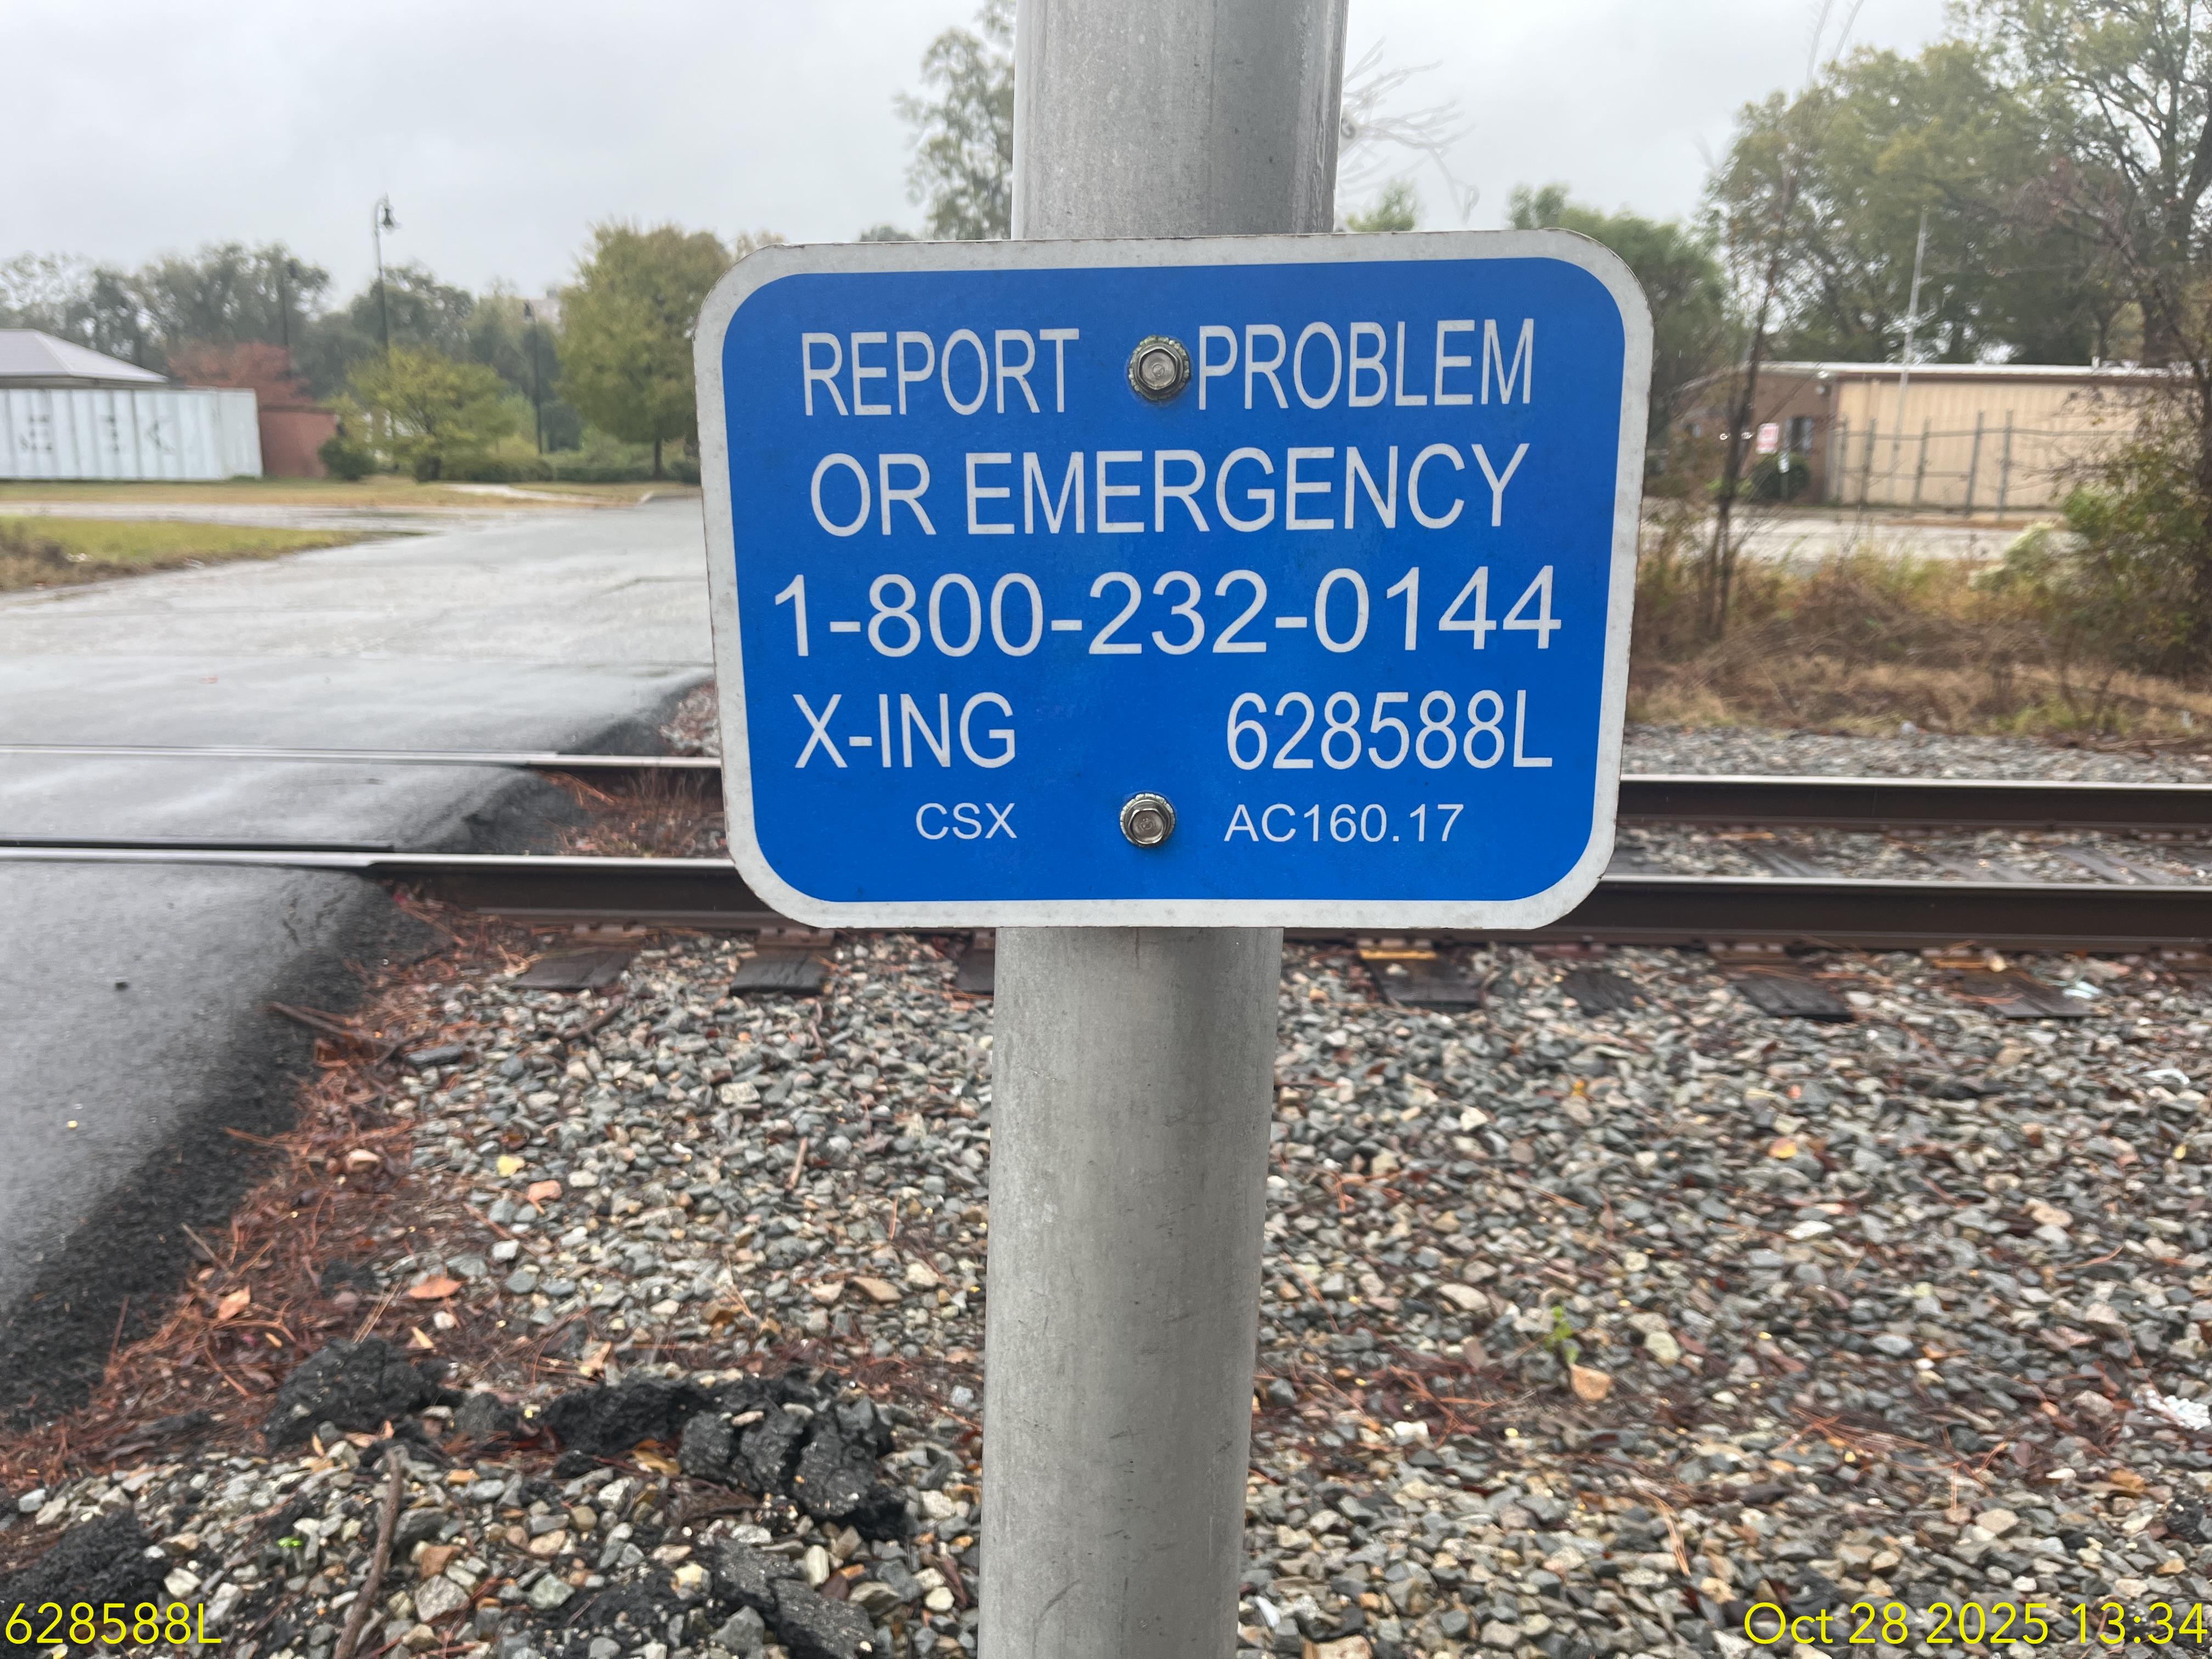 REPORT PROBLEM
OR EMERGENCY
1-800-232-0144
X-ING 628588L
CSX AC160.17
628588L
Oct 28 2025 13:34